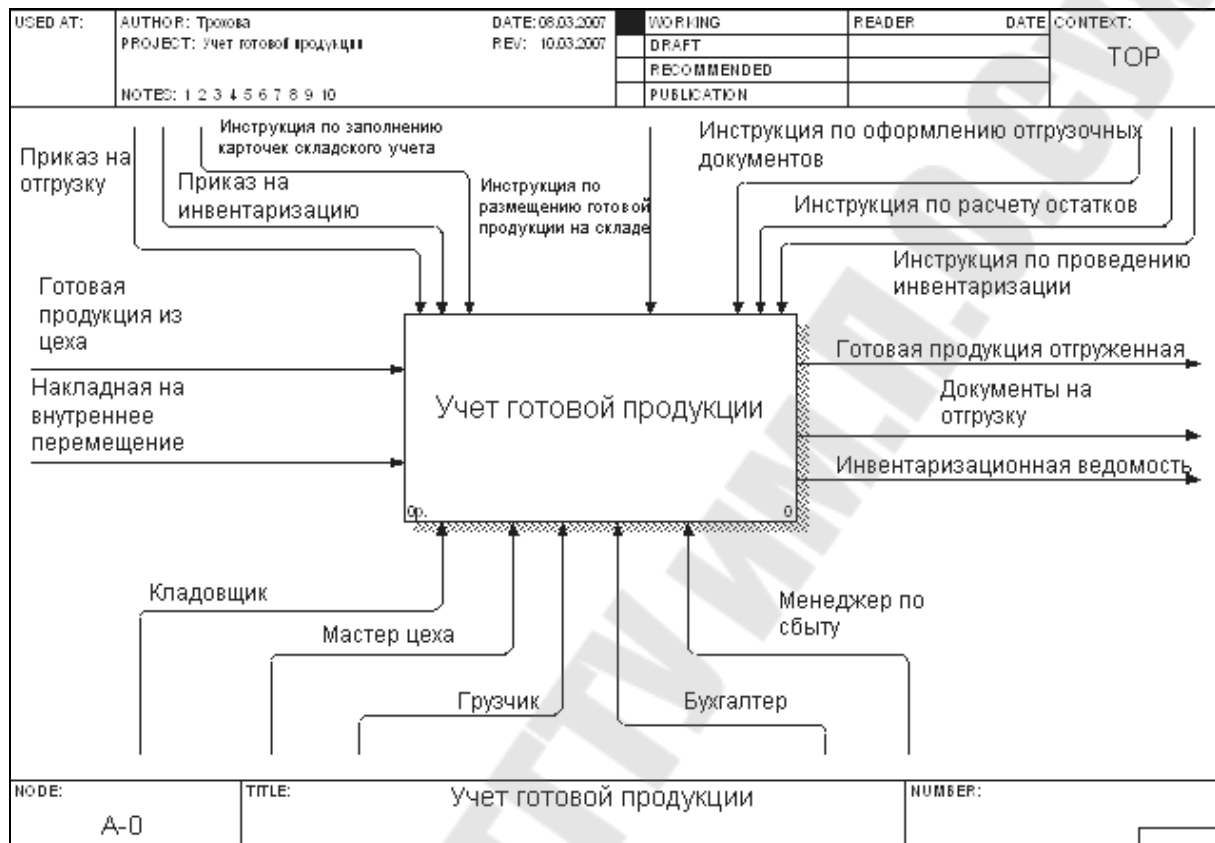 USED AT:
AUTHOR: Трохова
DATE: 08.03.2007
PROJECT: Учет готовой продукции
REV: 10.03.2007
NOTES: 1 2 3 4 5 6 7 8 9 10
WORKING
DRAFT
RECOMMENDED
PUBLICATION
READER DATE
CONTEXT:
TOP
Приказ на
отгрузку
Инструкция по заполнению
карточек складского учета
Приказ на
инвентаризацию
Инструкция по
размещению готовой
продукции на складе
Инструкция по оформлению отгрузочных
документов
Инструкция по расчету остатков
Инструкция по проведению
инвентаризации
Готовая
продукция из
цеха
Накладная на
внутреннее
перемещение
Учет готовой продукции
0р.
0
Готовая продукция отгруженная
Документы на
отгрузку
Инвентаризационная ведомость
Кладовщик
Мастер цеха
Грузчик
Бухгалтер
Менеджер по
сбыту
NODE:
A-0
TITLE:
Учет готовой продукции
NUMBER: